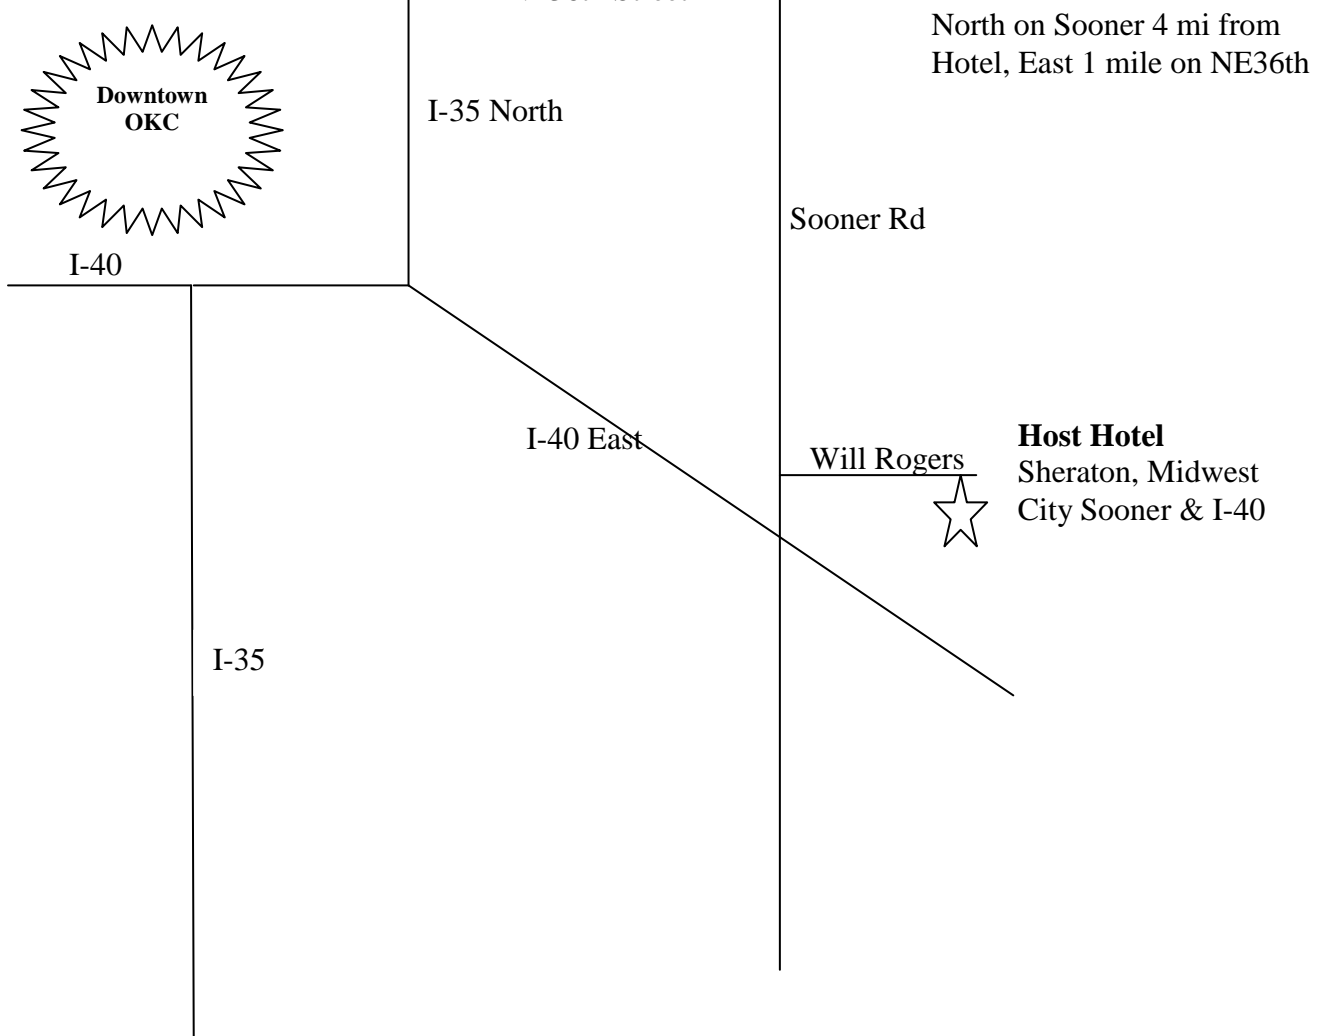 North on Sooner 4 mi from
Hotel, East 1 mile on NE36th
Downtown
OKC
I-35 North
Sooner Rd
I-40
I-40 East
Will Rogers
Host Hotel
Sheraton, Midwest
City Sooner & I-40
I-35